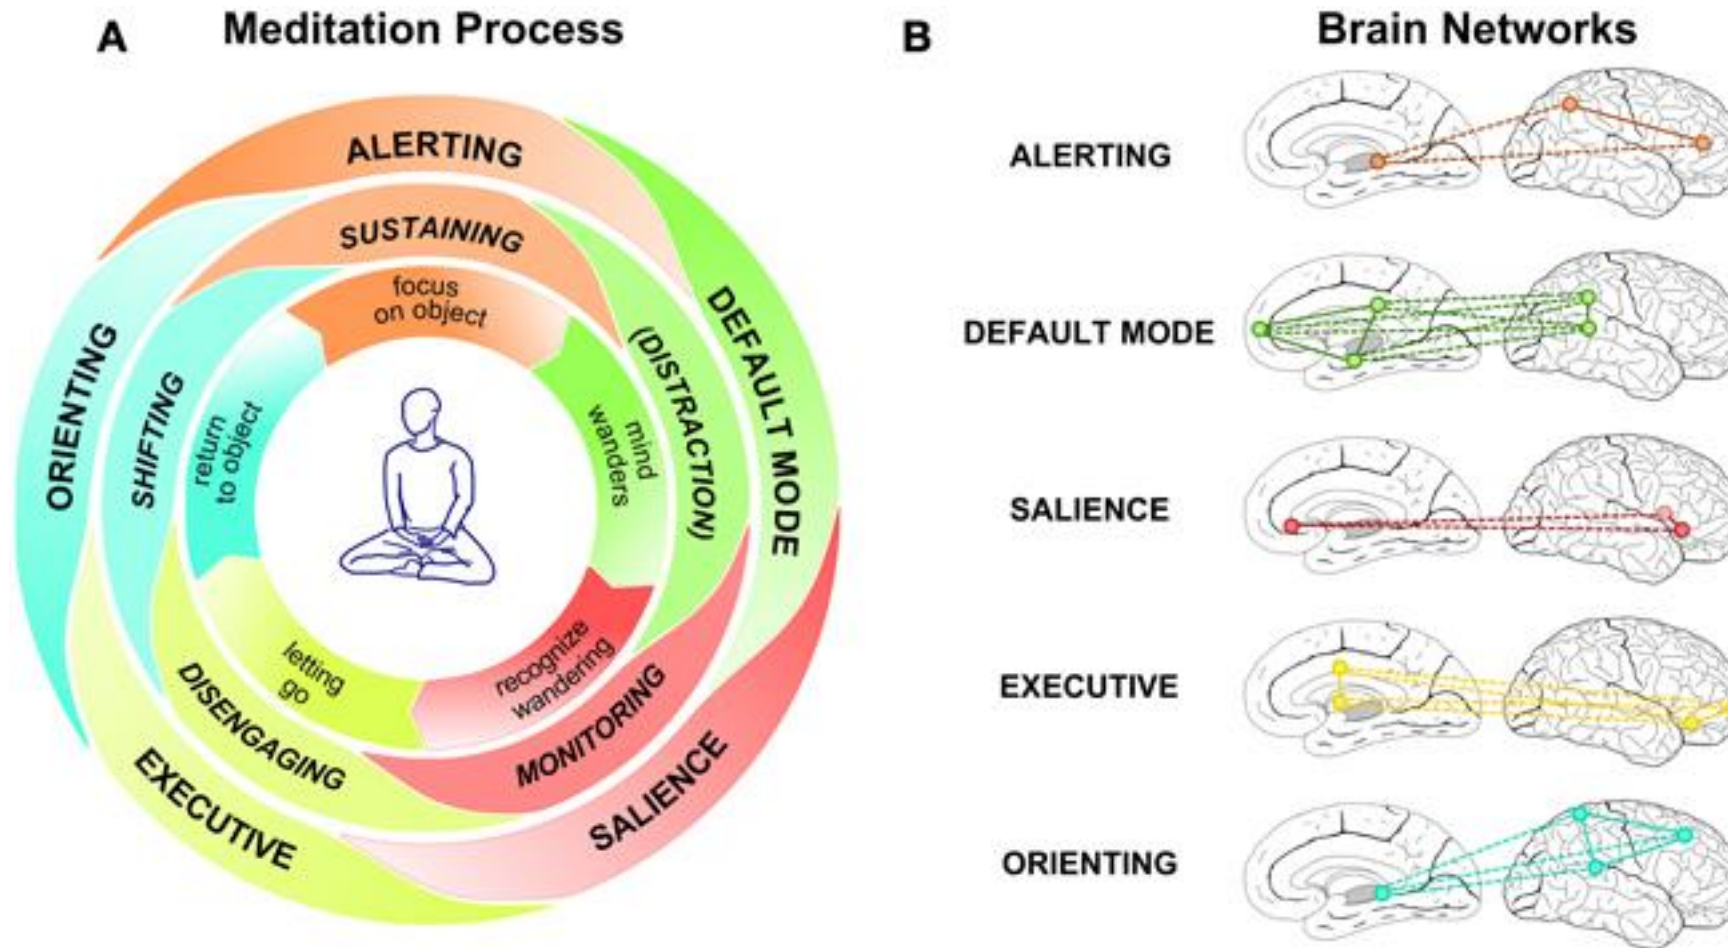 A
Meditation Process
ALERTING
SUSTAINING
focus
on object
DEFAULT MODE
(DISTRACTION)
mind
wanders
SALIENCE
MONITORING
recognize
wandering
EXECUTIVE
DISENGAGING
letting
go
ORIENTING
SHIFTING
return
to object
B
Brain Networks
ALERTING
DEFAULT MODE
SALIENCE
EXECUTIVE
ORIENTING